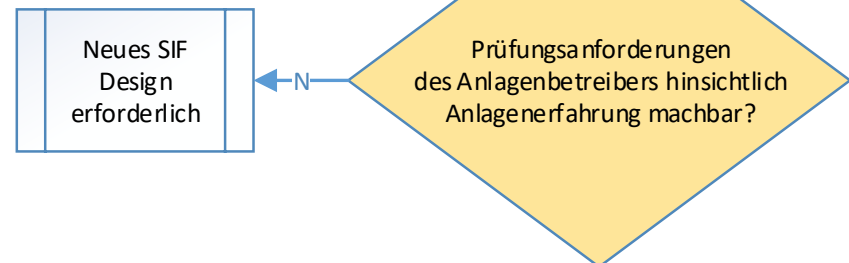 Neues SIF
Design
erforderlich
N
Prüfungsanforderungen
des Anlagenbetreibers hinsichtlich
Anlagenerfahrung machbar?